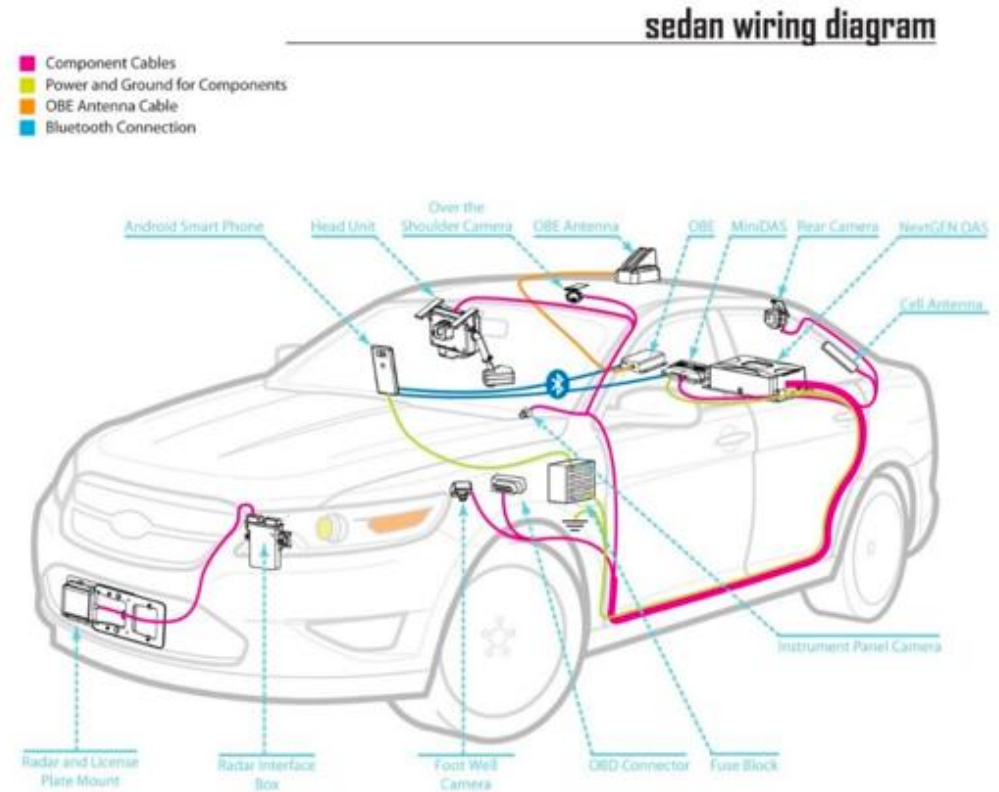 sedan wiring diagram
Component Cables
Power and Ground for Components
OBE Antenna Cable
Bluetooth Connection
Android Smart Phone
Head Unit
Over the
Shoulder Camera
OBE Antenna
OBE
MiniDAS
Rear Camera
NextGEN DAS
Cell Antenna
Instrument Panel Camera
Radar and License
Plate Mount
Radar Interface
Box
Foot Well
Camera
OBD Connector
Fuse Block